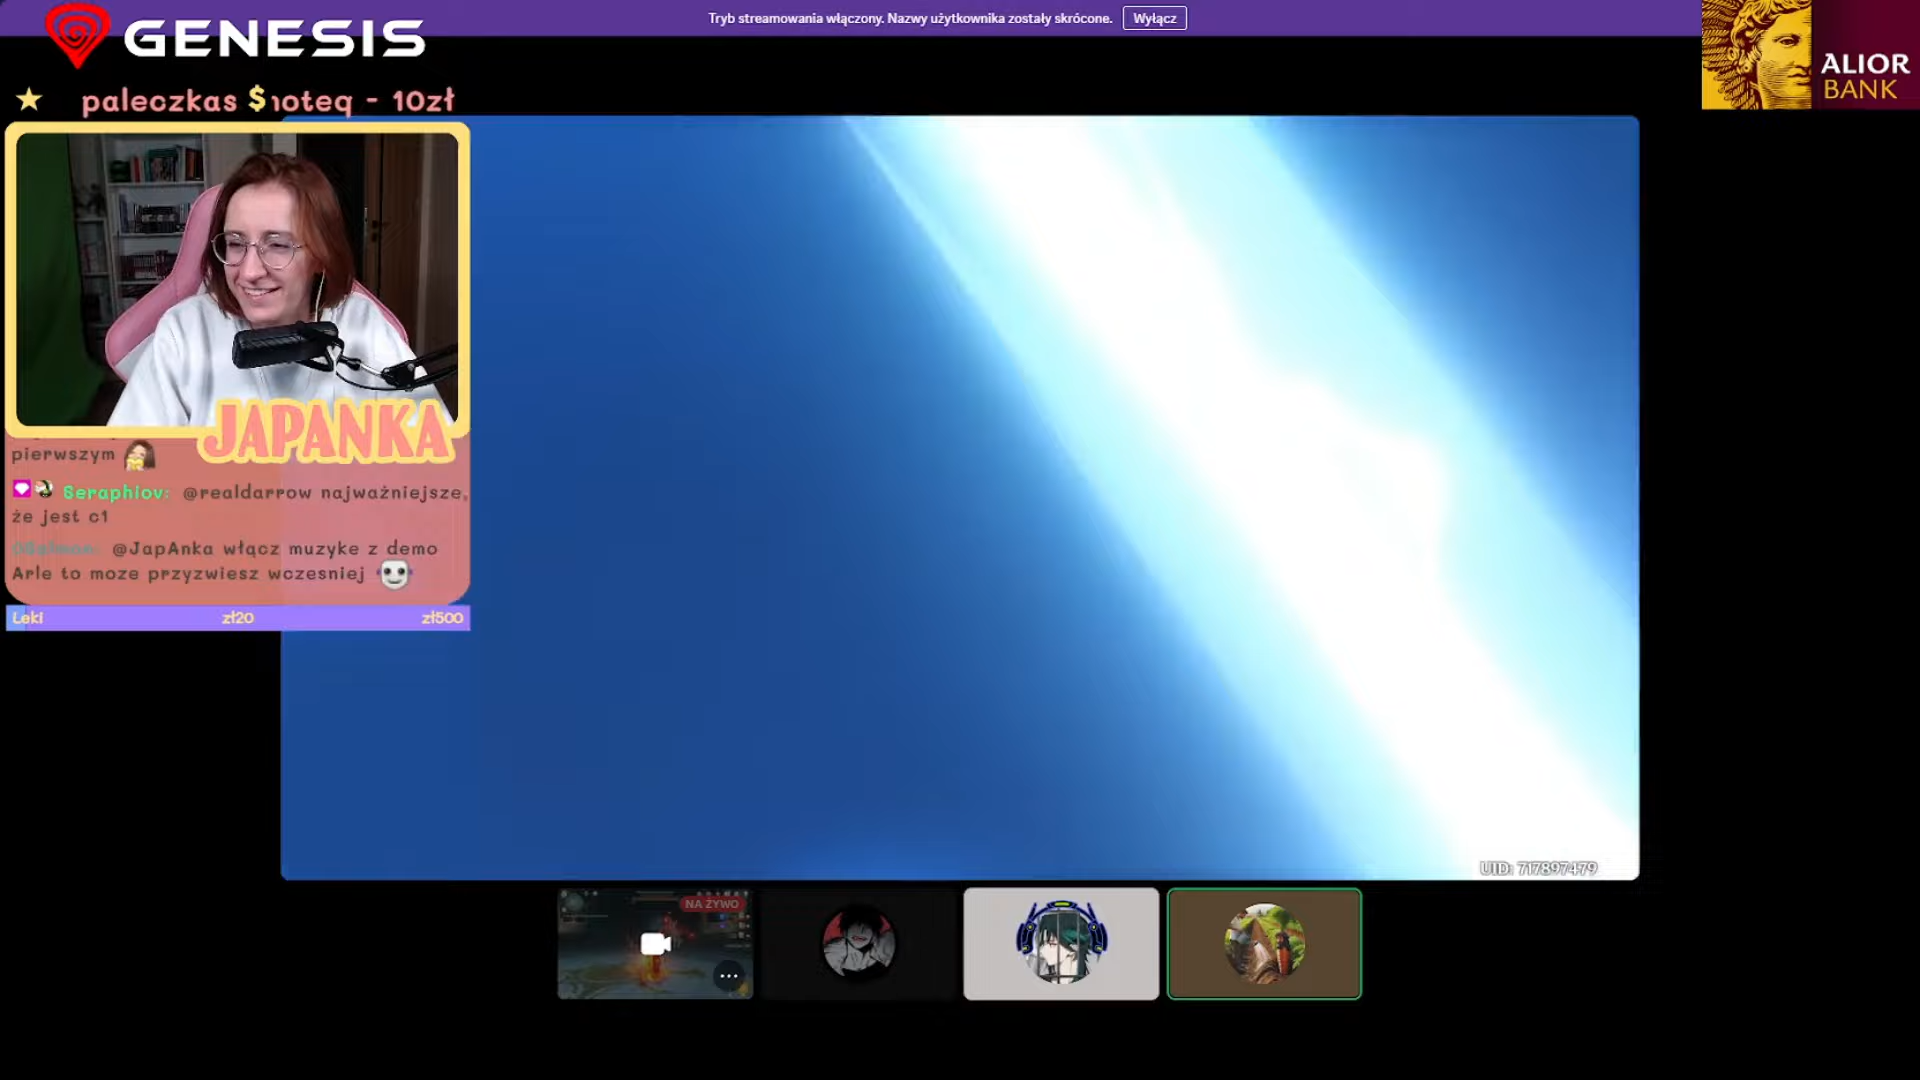 Tryb streamowania włączony. Nazwy użytkownika zostały skrócone.
Wyłącz
GENESIS
ALIOR
BANK
paleczkas $noteq - 10zł
JAPANKA
pierwszym
Seraphiov: @realdarrow najważniejsze,
że jest c1
@JapAnka włącz muzyke z demo
Arle to moze przyzwiesz wczesniej
Leki zł20 zł500
UID: 717897479
NA ŻYWO